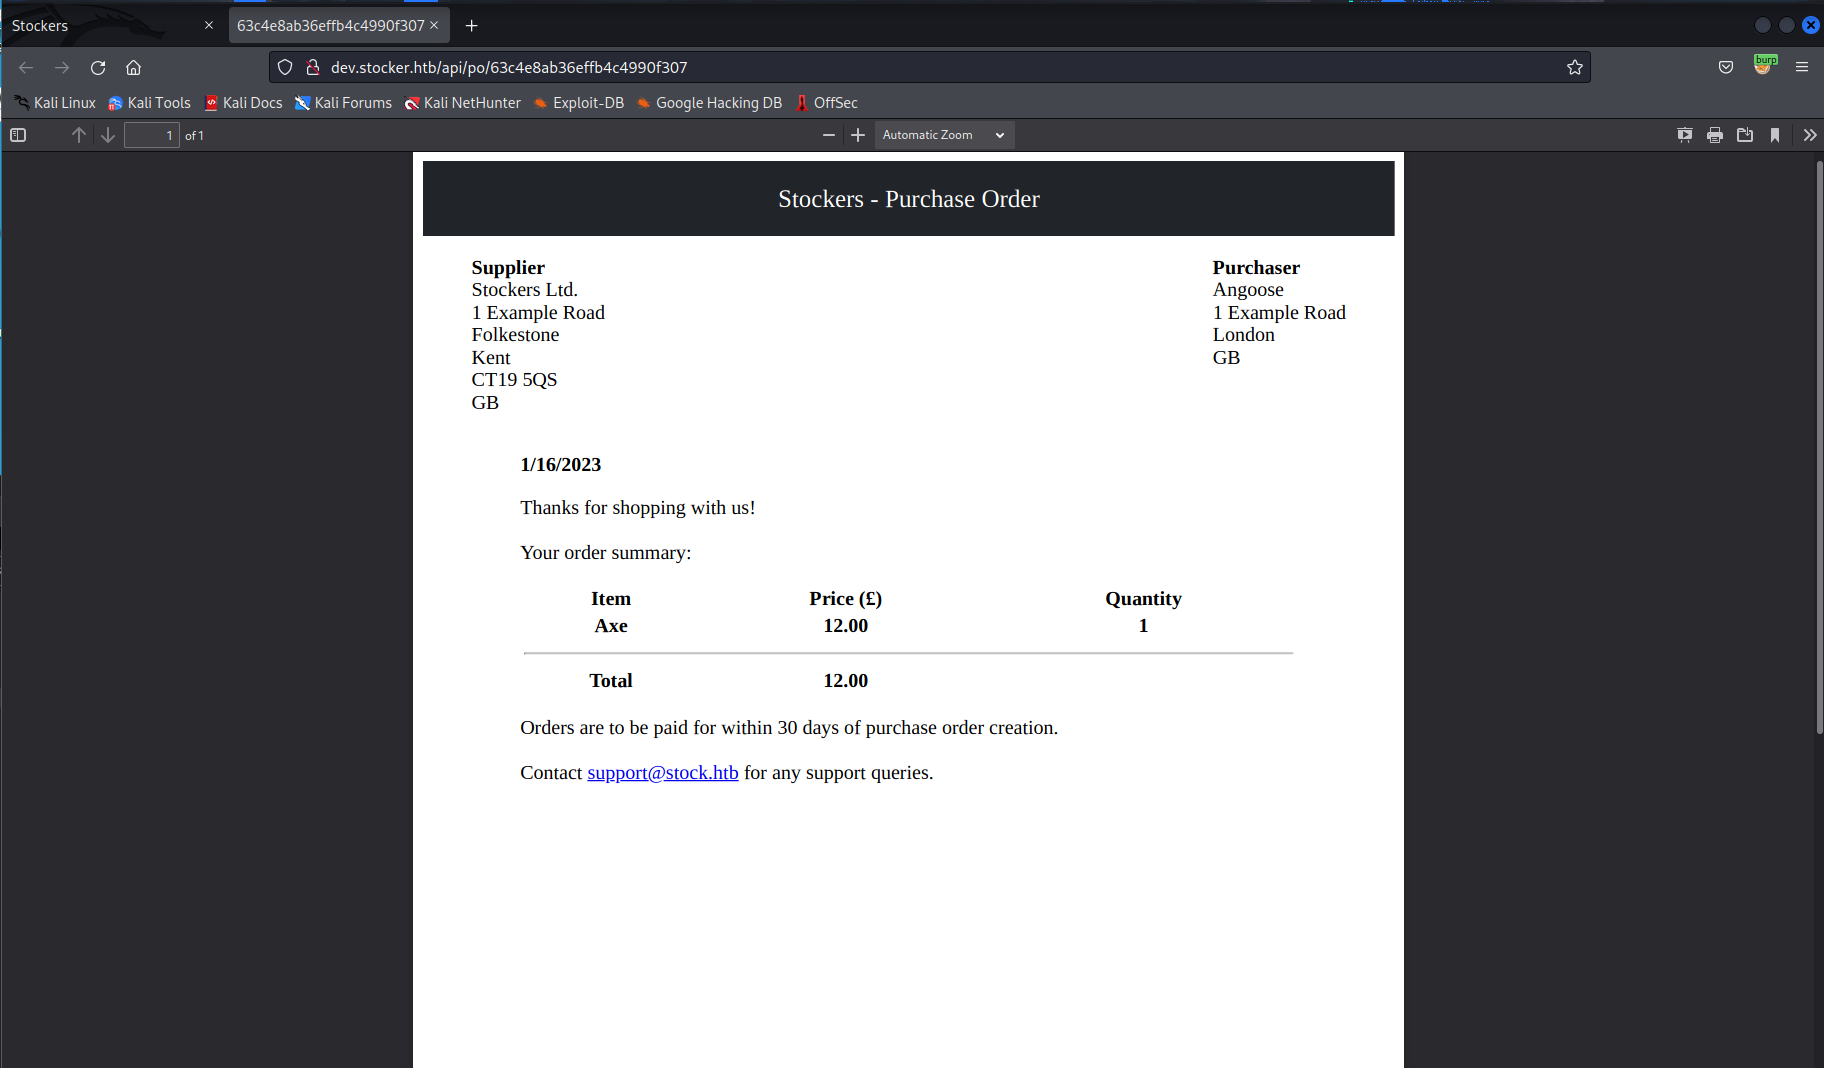 Stockers
63c4e8ab36effb4c4990f307
burp
dev.stocker.htb/api/po/63c4e8ab36effb4c4990f307
Kali Linux Kali Tools Kali Docs Kali Forums Kali NetHunter Exploit-DB Google Hacking DB OffSec
1 of 1 Automatic Zoom
Stockers - Purchase Order
Supplier
Stockers Ltd.
1 Example Road
Folkestone
Kent
CT19 5QS
GB
Purchaser
Angoose
1 Example Road
London
GB
1/16/2023
Thanks for shopping with us!
Your order summary:
Item Price (£) Quantity
Axe 12.00 1
Total 12.00
Orders are to be paid for within 30 days of purchase order creation.
Contact support@stock.htb for any support queries.